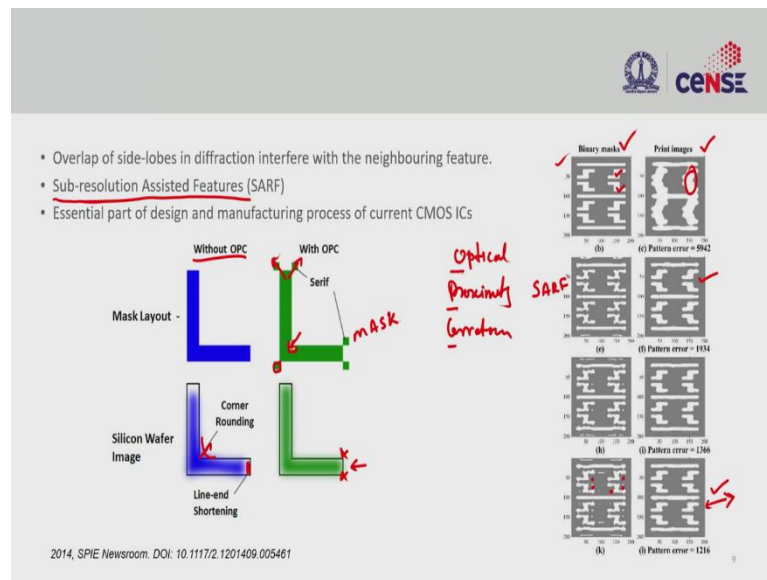 CENSE
• Overlap of side-lobes in diffraction interfere with the neighbouring feature.
• Sub-resolution Assisted Features (SARF)
• Essential part of design and manufacturing process of current CMOS ICs
Without OPC
With OPC
Serif
Mask Layout -
MASK
Silicon Wafer
Image
Corner
Rounding
Line-end
Shortening
Optical
Proximity
SARF
Binary masks
Print images
(b)
(c) Pattern error = 5942
(e)
(f) Pattern error = 1934
(h)
(i) Pattern error = 1366
(k)
(l) Pattern error = 1216
2014, SPIE Newsroom. DOI: 10.1117/2.1201409.005461
9